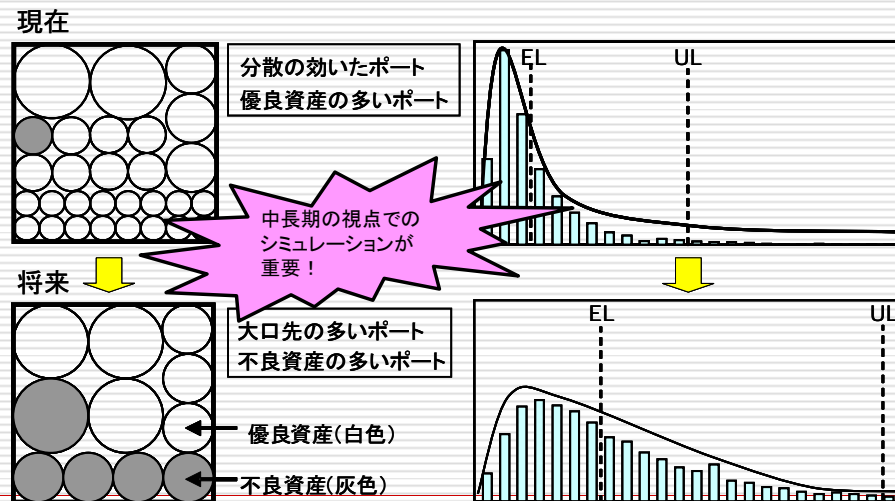 現在
分散の効いたポート
優良資産の多いポート
EL
UL
中長期の視点での
シミュレーションが
重要！
将来
大口先の多いポート
不良資産の多いポート
優良資産(白色)
不良資産(灰色)
EL
UL